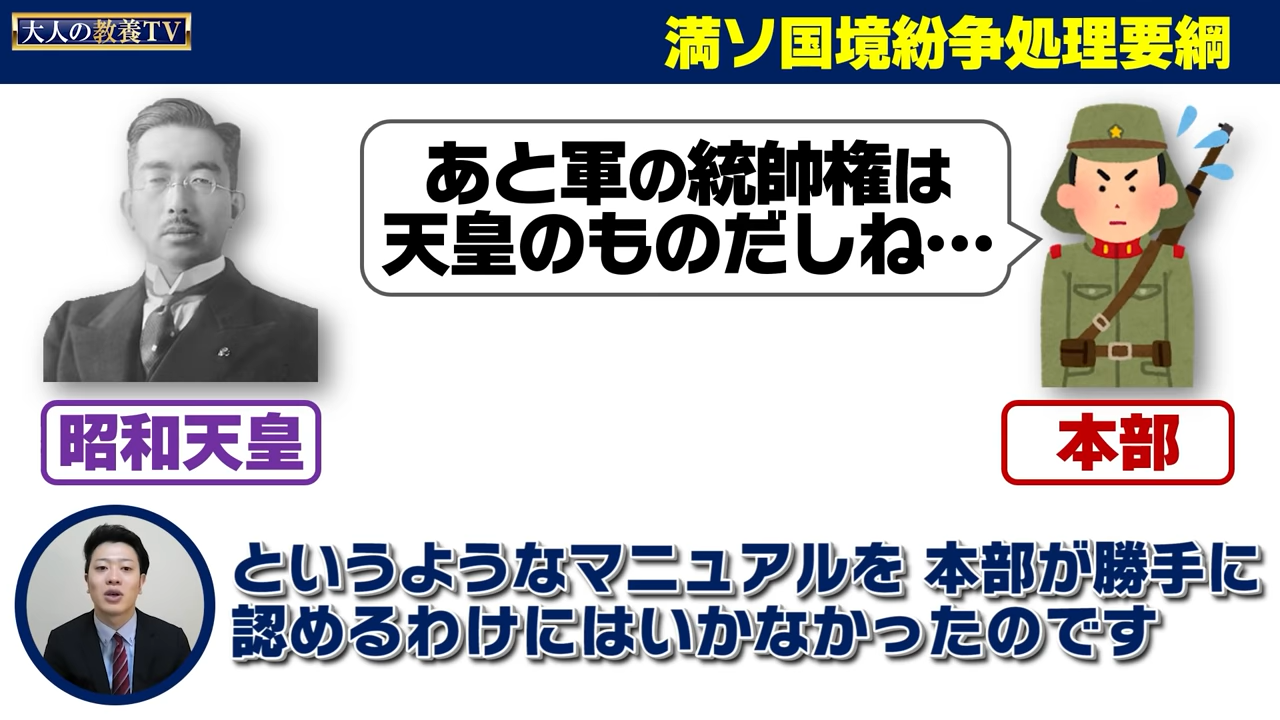 大人の教養TV
満ソ国境紛争処理要綱
あと軍の統帥権は
天皇のものだしね…
昭和天皇
本部
というようなマニュアルを 本部が勝手に
認めるわけにはいかなかったのです